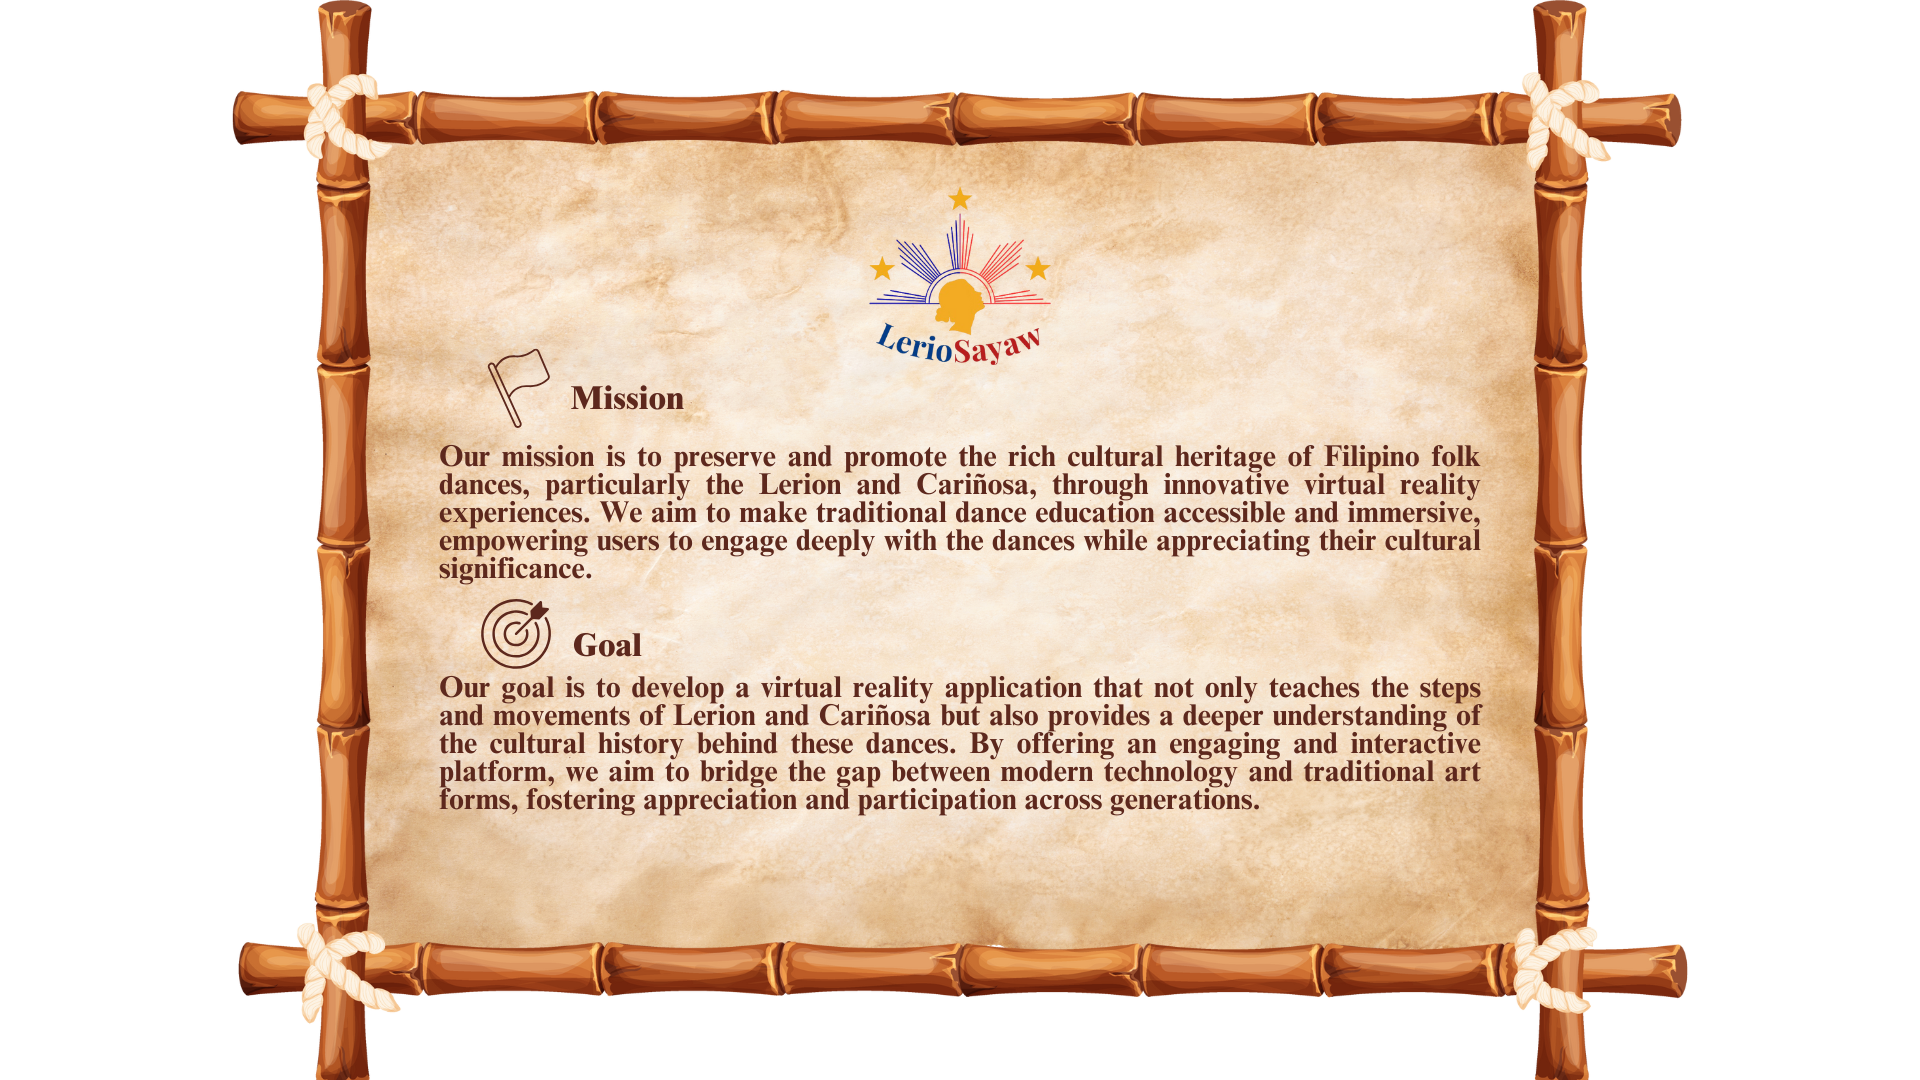 LerioSayaw
Mission
Our mission is to preserve and promote the rich cultural heritage of Filipino folk
dances, particularly the Lerion and Cariñosa, through innovative virtual reality
experiences. We aim to make traditional dance education accessible and immersive,
empowering users to engage deeply with the dances while appreciating their cultural
significance.
Goal
Our goal is to develop a virtual reality application that not only teaches the steps
and movements of Lerion and Cariñosa but also provides a deeper understanding of
the cultural history behind these dances. By offering an engaging and interactive
platform, we aim to bridge the gap between modern technology and traditional art
forms, fostering appreciation and participation across generations.